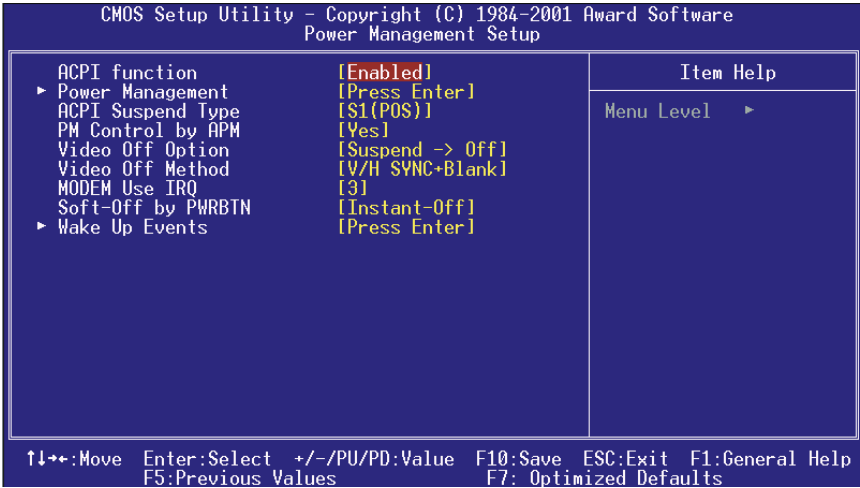 CMOS Setup Utility – Copyright (C) 1984-2001 Award Software
Power Management Setup
ACPI function [Enabled]
► Power Management [Press Enter]
ACPI Suspend Type [S1(POS)]
PM Control by APM [Yes]
Video Off Option [Suspend -> Off]
Video Off Method [V/H SYNC+Blank]
MODEM Use IRQ [3]
Soft-Off by PWRBTN [Instant-Off]
► Wake Up Events [Press Enter]
Item Help
Menu Level ►
↑↓→←:Move Enter:Select +/-/PU/PD:Value F10:Save ESC:Exit F1:General Help
F5:Previous Values F7: Optimized Defaults